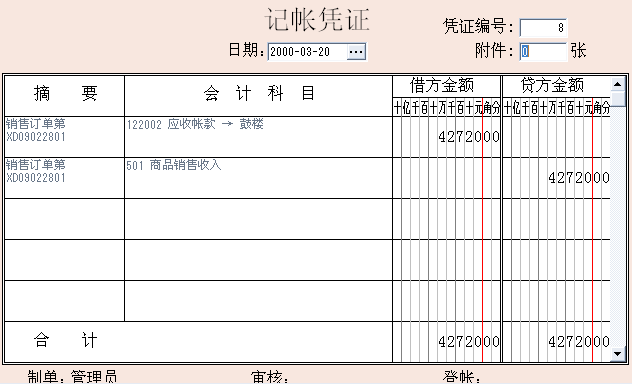 记帐凭证
凭证编号: 8
日期: 2000-03-20 ...
附件: 0 张
摘 要 会 计 科 目 借方金额 贷方金额
十亿千百十万千百十元角分 十亿千百十万千百十元角分
销售订单第
XD09022801
122002 应收帐款 → 鼓楼
4272000
销售订单第
XD09022801
501 商品销售收入
4272000
合 计 4272000 4272000
制单: 管理员 审核: 登帐: